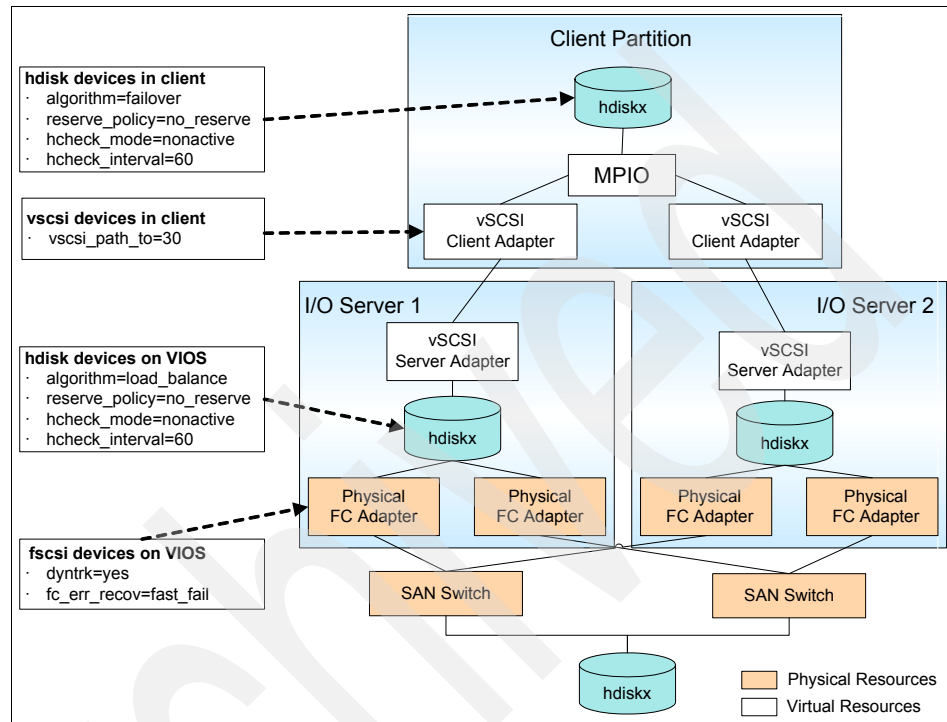 Client Partition
hdisk devices in client
· algorithm=failover
· reserve_policy=no_reserve
· hcheck_mode=nonactive
· hcheck_interval=60
hdiskx
MPIO
vscsi devices in client
· vscsi_path_to=30
vSCSI
Client Adapter
vSCSI
Client Adapter
I/O Server 1
I/O Server 2
vSCSI
Server Adapter
vSCSI
Server Adapter
hdisk devices on VIOS
· algorithm=load_balance
· reserve_policy=no_reserve
· hcheck_mode=nonactive
· hcheck_interval=60
hdiskx
hdiskx
Physical
FC Adapter
Physical
FC Adapter
Physical
FC Adapter
Physical
FC Adapter
fscsi devices on VIOS
· dyntrk=yes
· fc_err_recov=fast_fail
SAN Switch
SAN Switch
hdiskx
Physical Resources
Virtual Resources